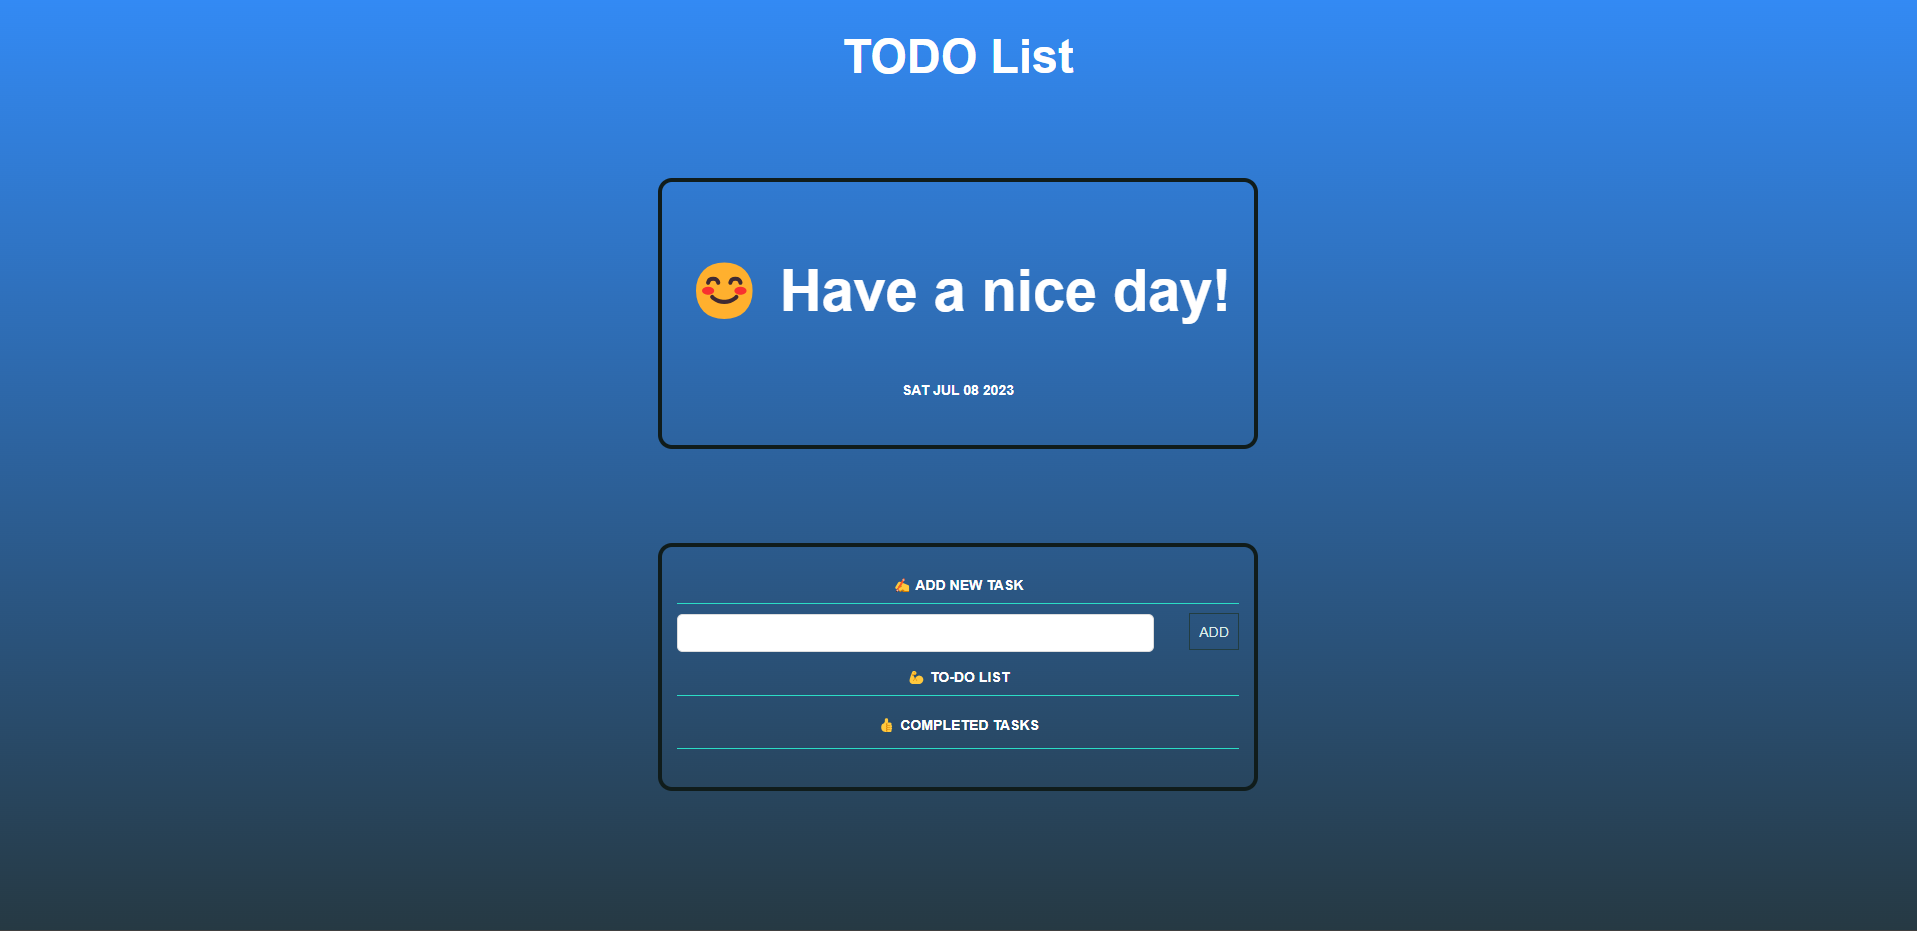 TODO List
😊 Have a nice day!
SAT JUL 08 2023
✍️ ADD NEW TASK
ADD
💪 TO-DO LIST
👍 COMPLETED TASKS